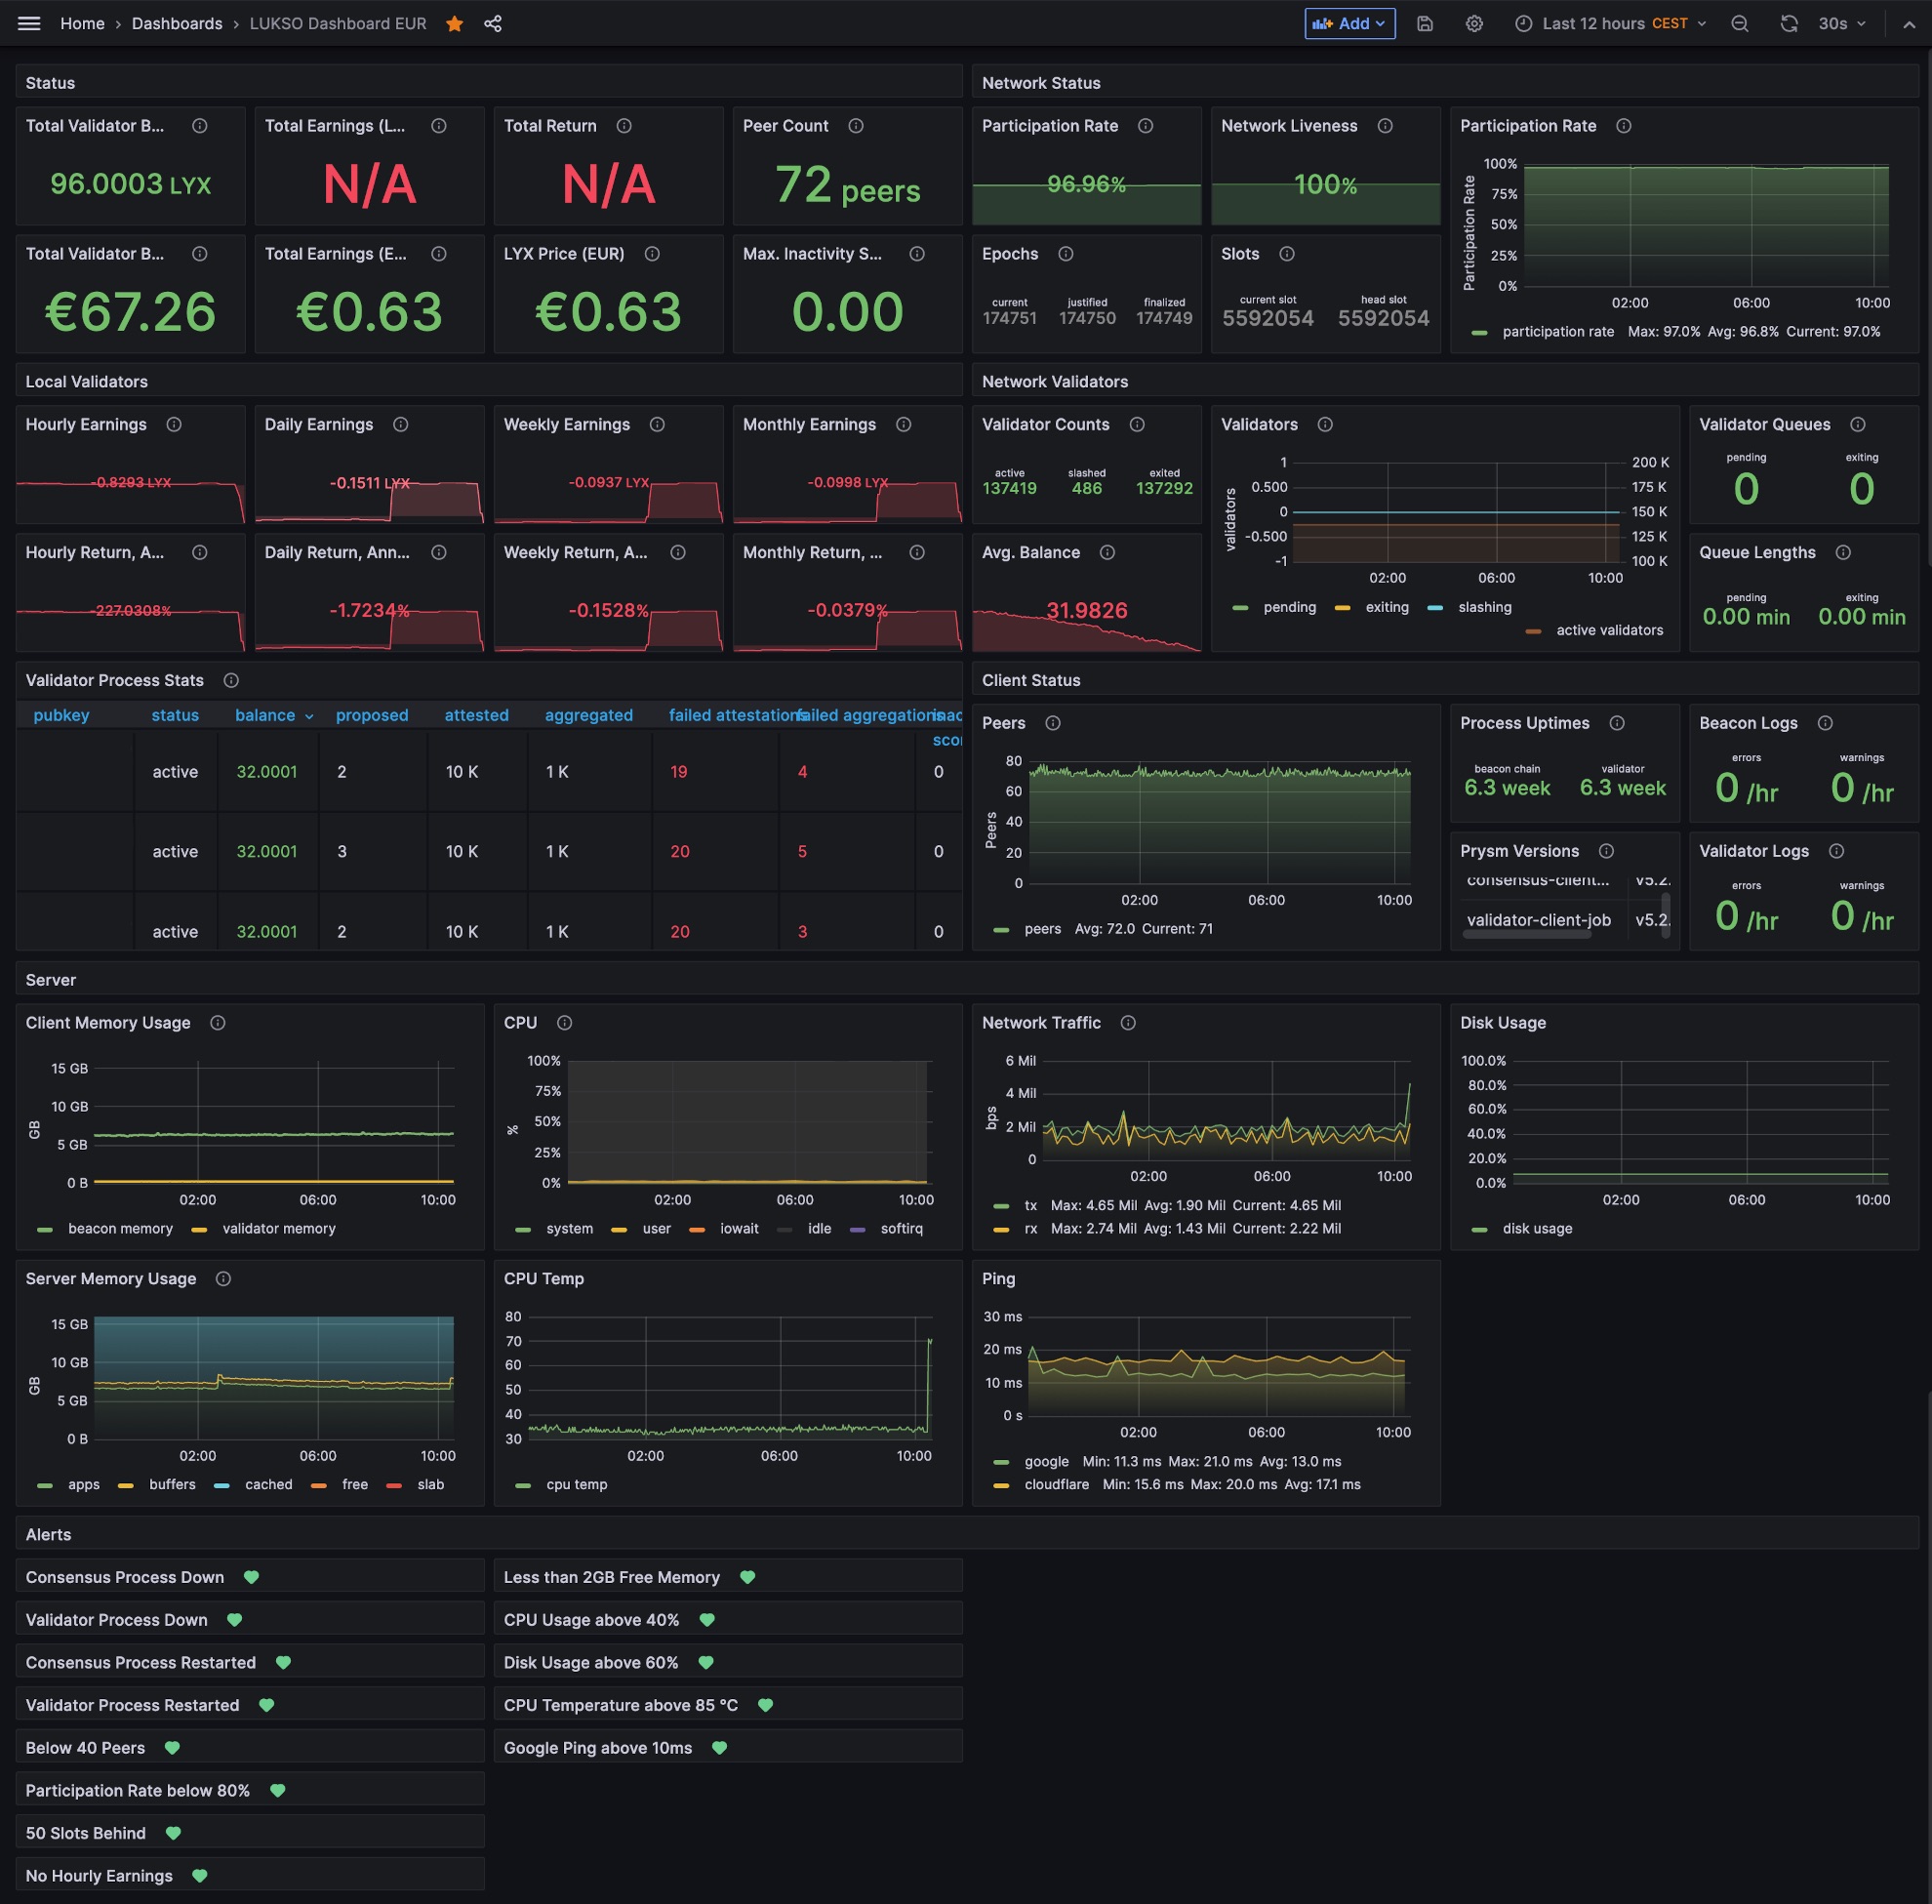 Home › Dashboards › LUKSO Dashboard EUR
Add
Last 12 hours CEST
30s
Status
Total Validator B...
96.0003 LYX
Total Earnings (L...
N/A
Total Return
N/A
Peer Count
72 peers
Total Validator B...
€67.26
Total Earnings (E...
€0.63
LYX Price (EUR)
€0.63
Max. Inactivity S...
0.00
Network Status
Participation Rate
96.96%
Network Liveness
100%
Epochs
current justified finalized
174751 174750 174749
Slots
current slot head slot
5592054 5592054
Participation Rate
Participation Rate
100%
75%
50%
25%
0%
02:00 06:00 10:00
participation rate Max: 97.0% Avg: 96.8% Current: 97.0%
Local Validators
Hourly Earnings
-0.8293 LYX
Daily Earnings
-0.1511 LYX
Weekly Earnings
-0.0937 LYX
Monthly Earnings
-0.0998 LYX
Hourly Return, A...
-227.0308%
Daily Return, Ann...
-1.7234%
Weekly Return, A...
-0.1528%
Monthly Return, ...
-0.0379%
Network Validators
Validator Counts
active slashed exited
137419 486 137292
Avg. Balance
31.9826
Validators
validators
1 200 K
0.500 175 K
0 150 K
-0.500 125 K
-1 100 K
02:00 06:00 10:00
pending exiting slashing
active validators
Validator Queues
pending exiting
0 0
Queue Lengths
pending exiting
0.00 min 0.00 min
Validator Process Stats
pubkey status balance proposed attested aggregated failed attestations failed aggregations inac
scor
active 32.0001 2 10 K 1 K 19 4 0
active 32.0001 3 10 K 1 K 20 5 0
active 32.0001 2 10 K 1 K 20 3 0
Client Status
Peers
Peers
80
60
40
20
0
02:00 06:00 10:00
peers Avg: 72.0 Current: 71
Process Uptimes
beacon chain validator
6.3 week 6.3 week
Beacon Logs
errors warnings
0 /hr 0 /hr
Prysm Versions
consensus-client... v5.2.
validator-client-job v5.2.
Validator Logs
errors warnings
0 /hr 0 /hr
Server
Client Memory Usage
GB
15 GB
10 GB
5 GB
0 B
02:00 06:00 10:00
beacon memory validator memory
CPU
%
100%
75%
50%
25%
0%
02:00 06:00 10:00
system user iowait idle softirq
Network Traffic
bps
6 Mil
4 Mil
2 Mil
0
02:00 06:00 10:00
tx Max: 4.65 Mil Avg: 1.90 Mil Current: 4.65 Mil
rx Max: 2.74 Mil Avg: 1.43 Mil Current: 2.22 Mil
Disk Usage
100.0%
80.0%
60.0%
40.0%
20.0%
0.0%
02:00 06:00 10:00
disk usage
Server Memory Usage
GB
15 GB
10 GB
5 GB
0 B
02:00 06:00 10:00
apps buffers cached free slab
CPU Temp
80
70
60
50
40
30
02:00 06:00 10:00
cpu temp
Ping
30 ms
20 ms
10 ms
0 s
02:00 06:00 10:00
google Min: 11.3 ms Max: 21.0 ms Avg: 13.0 ms
cloudflare Min: 15.6 ms Max: 20.0 ms Avg: 17.1 ms
Alerts
Consensus Process Down
Validator Process Down
Consensus Process Restarted
Validator Process Restarted
Below 40 Peers
Participation Rate below 80%
50 Slots Behind
No Hourly Earnings
Less than 2GB Free Memory
CPU Usage above 40%
Disk Usage above 60%
CPU Temperature above 85 °C
Google Ping above 10ms